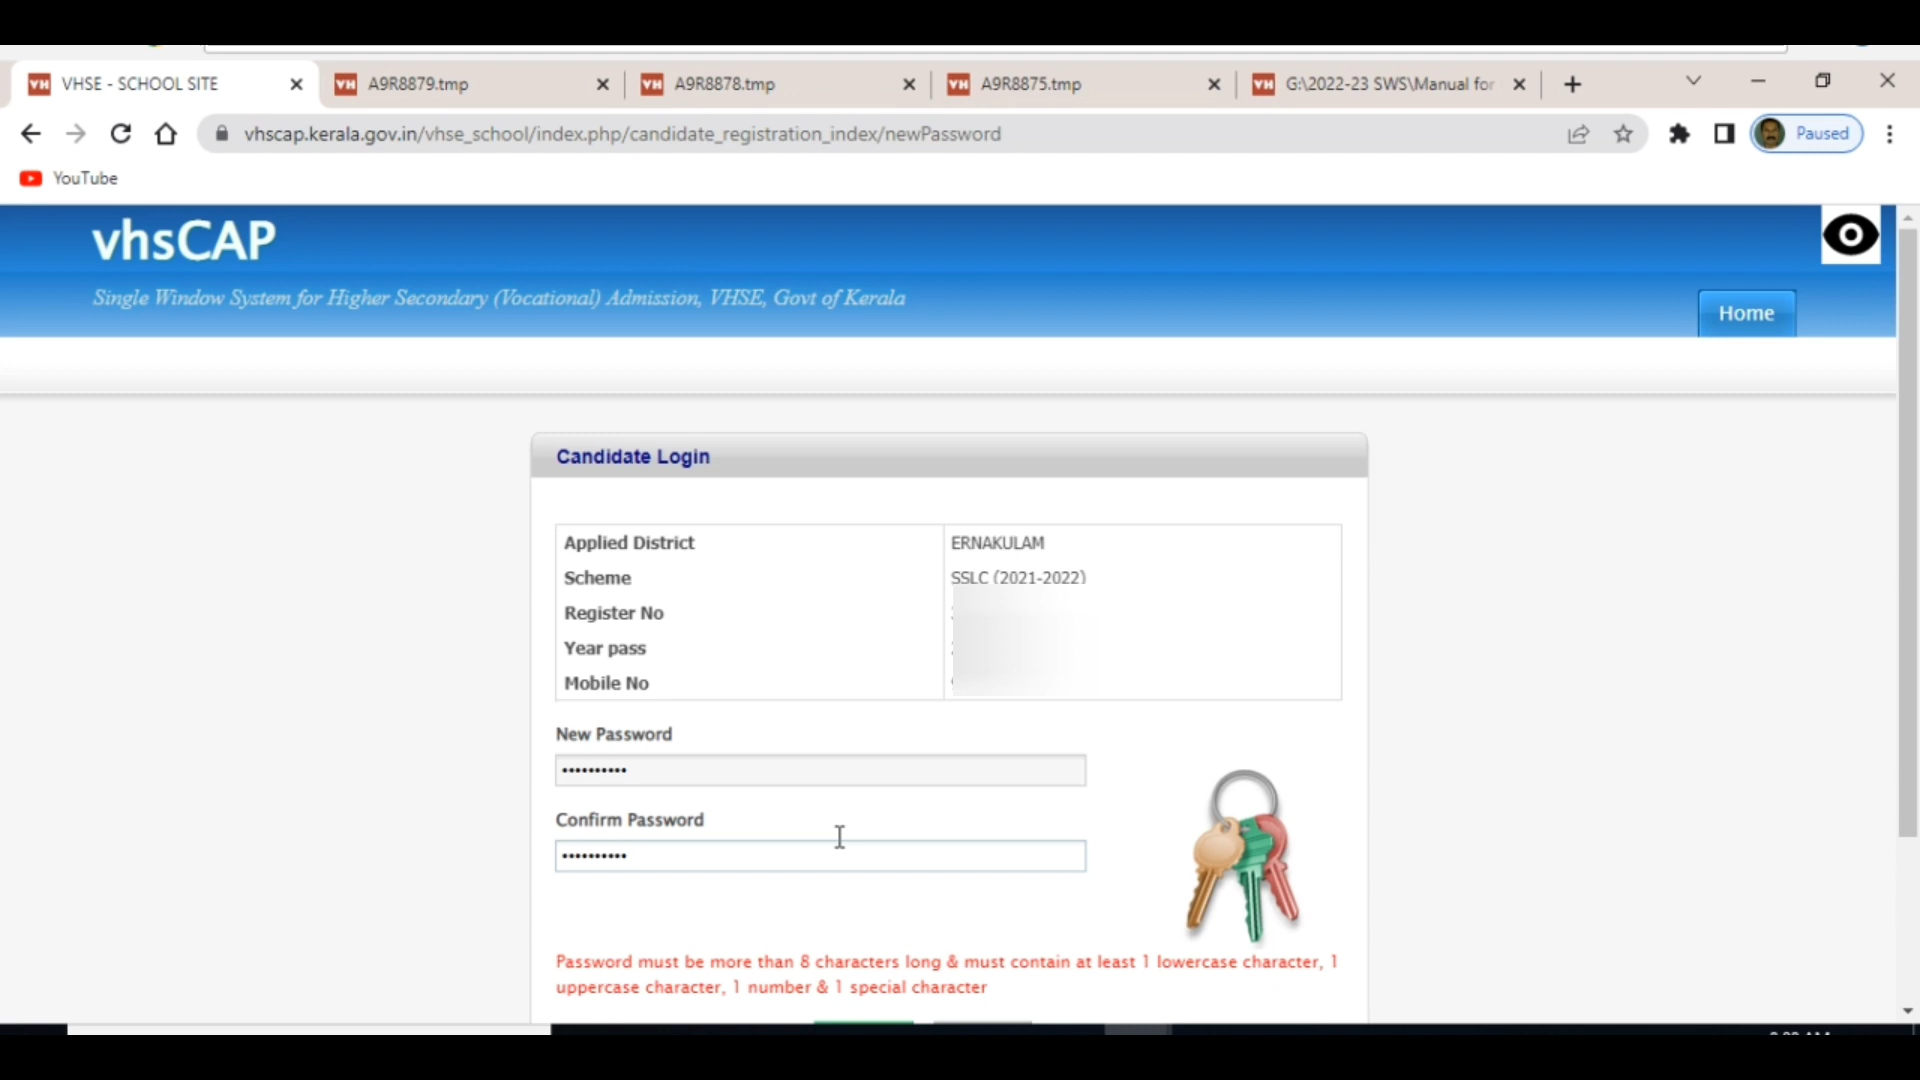 VHSE - SCHOOL SITE
A9R8879.tmp
A9R8878.tmp
A9R8875.tmp
G:\2022-23 SWS\Manual for
vhscap.kerala.gov.in/vhse_school/index.php/candidate_registration_index/newPassword
Paused
YouTube
vhsCAP
Single Window System for Higher Secondary (Vocational) Admission, VHSE, Govt of Kerala
Home
Candidate Login
Applied District ERNAKULAM
Scheme SSLC (2021-2022)
Register No
Year pass
Mobile No
New Password
••••••••••
Confirm Password
••••••••••
Password must be more than 8 characters long & must contain at least 1 lowercase character, 1
uppercase character, 1 number & 1 special character